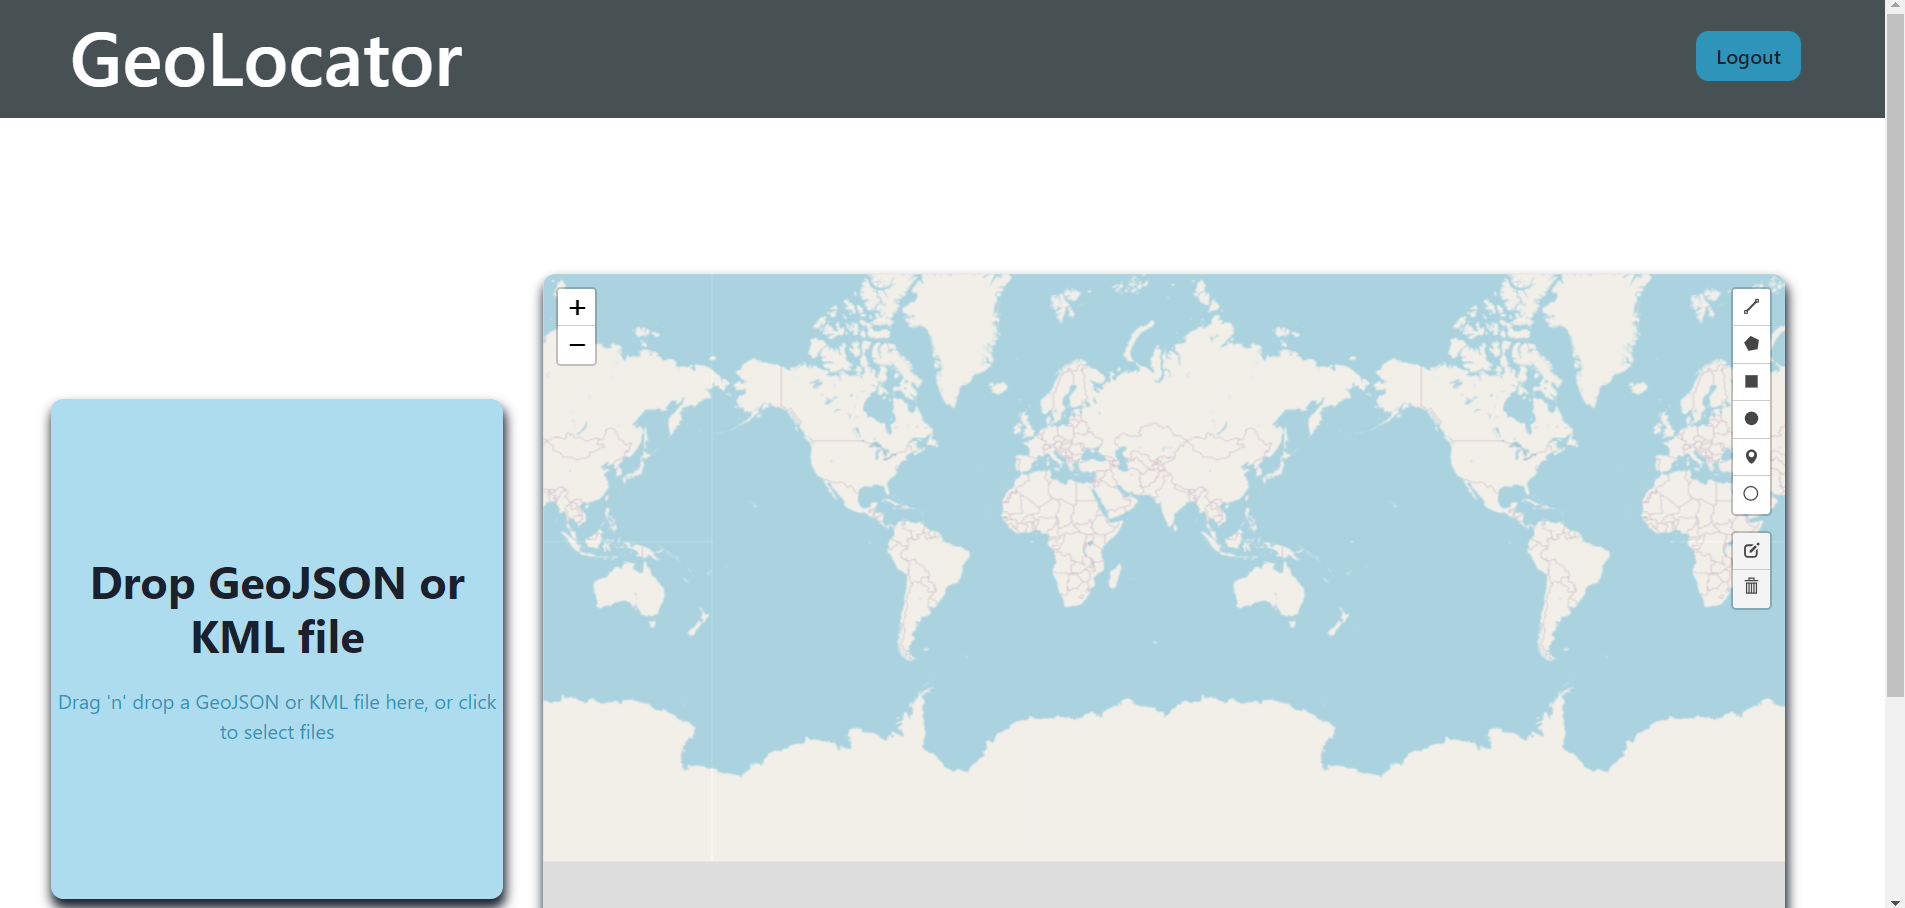 GeoLocator
Logout
+
−
Drop GeoJSON or
KML file
Drag 'n' drop a GeoJSON or KML file here, or click
to select files